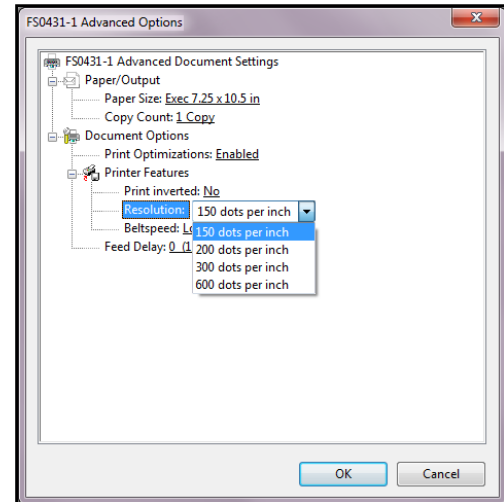 FS0431-1 Advanced Options
FS0431-1 Advanced Document Settings
Paper/Output
Paper Size: Exec 7.25 x 10.5 in
Copy Count: 1 Copy
Document Options
Print Optimizations: Enabled
Printer Features
Print inverted: No
Resolution: 150 dots per inch
Beltspeed:
150 dots per inch
Feed Delay: 0 (1
200 dots per inch
300 dots per inch
600 dots per inch
OK Cancel